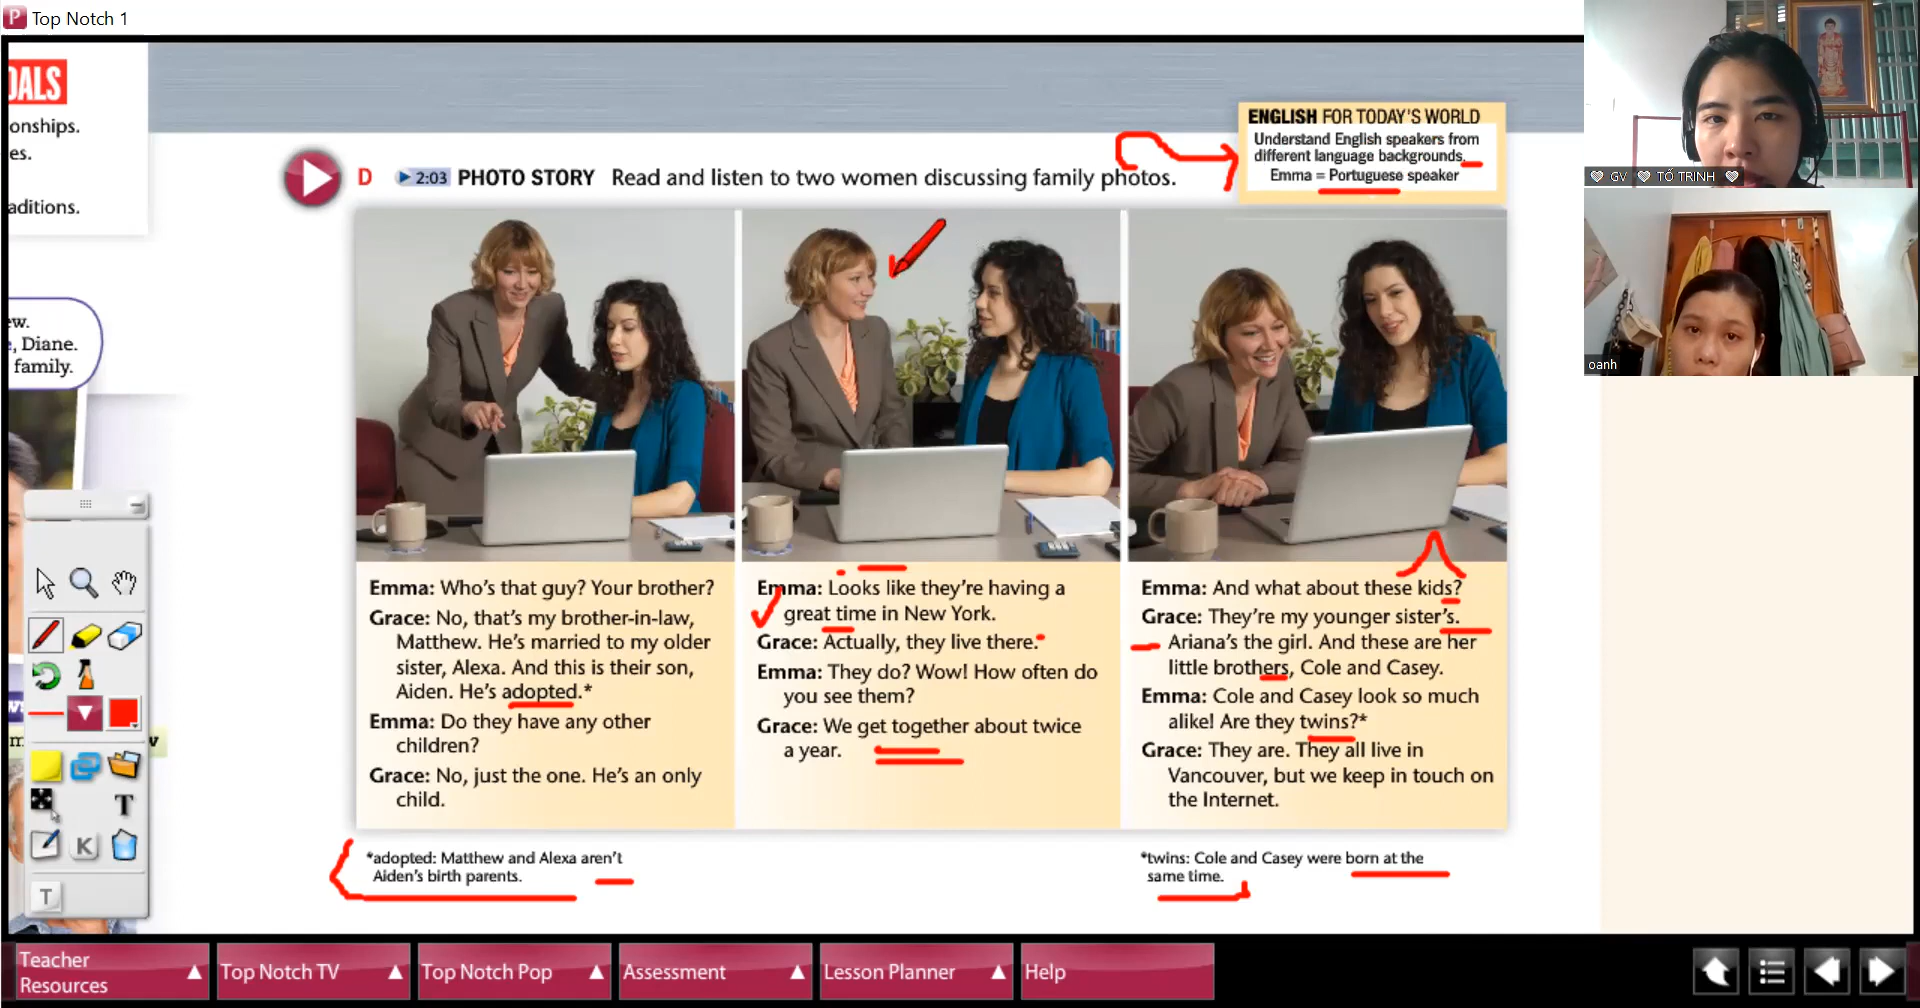 Top Notch 1
OALS
onships.
es.
aditions.
ew.
, Diane.
family.
ENGLISH FOR TODAY'S WORLD
Understand English speakers from
different language backgrounds.
Emma = Portuguese speaker
D 2:03 PHOTO STORY Read and listen to two women discussing family photos.
Emma: Who's that guy? Your brother?
Grace: No, that's my brother-in-law,
Matthew. He's married to my older
sister, Alexa. And this is their son,
Aiden. He's adopted.*
Emma: Do they have any other
children?
Grace: No, just the one. He's an only
child.
Emma: Looks like they're having a
great time in New York.
Grace: Actually, they live there.
Emma: They do? Wow! How often do
you see them?
Grace: We get together about twice
a year.
Emma: And what about these kids?
Grace: They're my younger sister's.
Ariana's the girl. And these are her
little brothers, Cole and Casey.
Emma: Cole and Casey look so much
alike! Are they twins?*
Grace: They are. They all live in
Vancouver, but we keep in touch on
the Internet.
*adopted: Matthew and Alexa aren't
Aiden's birth parents.
*twins: Cole and Casey were born at the
same time.
GV TỐ TRINH
oanh
T
K
T
Teacher
Resources
Top Notch TV
Top Notch Pop
Assessment
Lesson Planner
Help